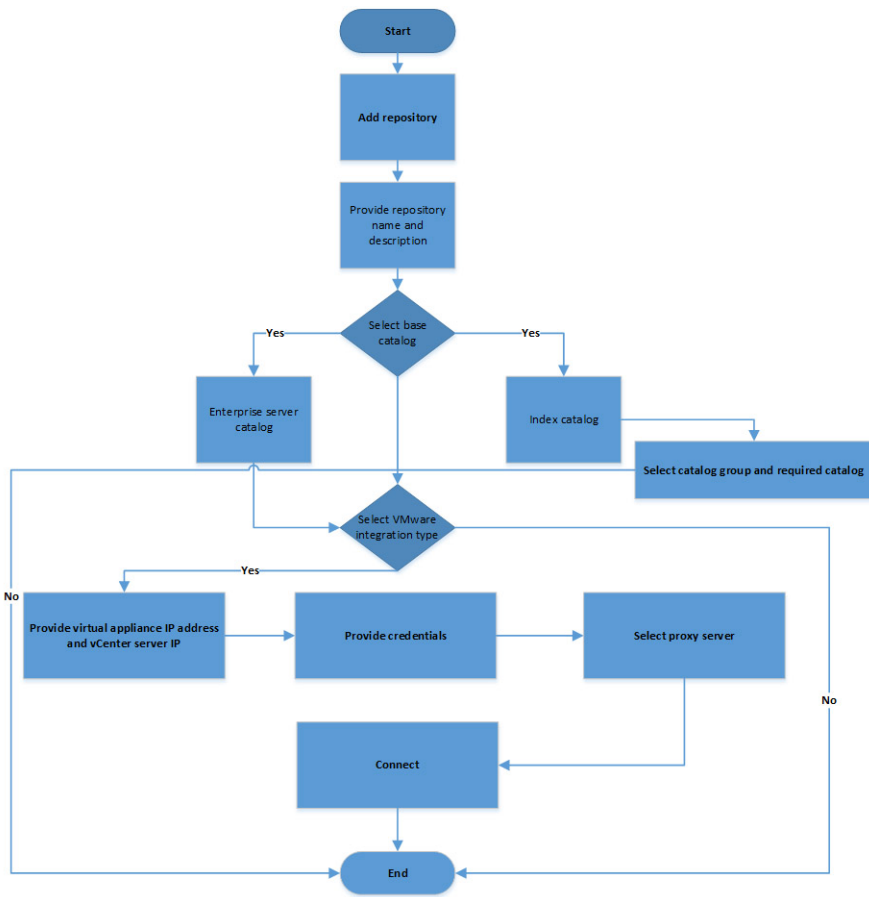 Start
Add repository
Provide repository
name and
description
Select base
catalog
Yes
Yes
Enterprise server
catalog
Index catalog
Select catalog group and required catalog
Select VMware
integration type
Yes
No
Provide virtual appliance IP address
and vCenter server IP
Provide credentials
Select proxy server
No
Connect
End